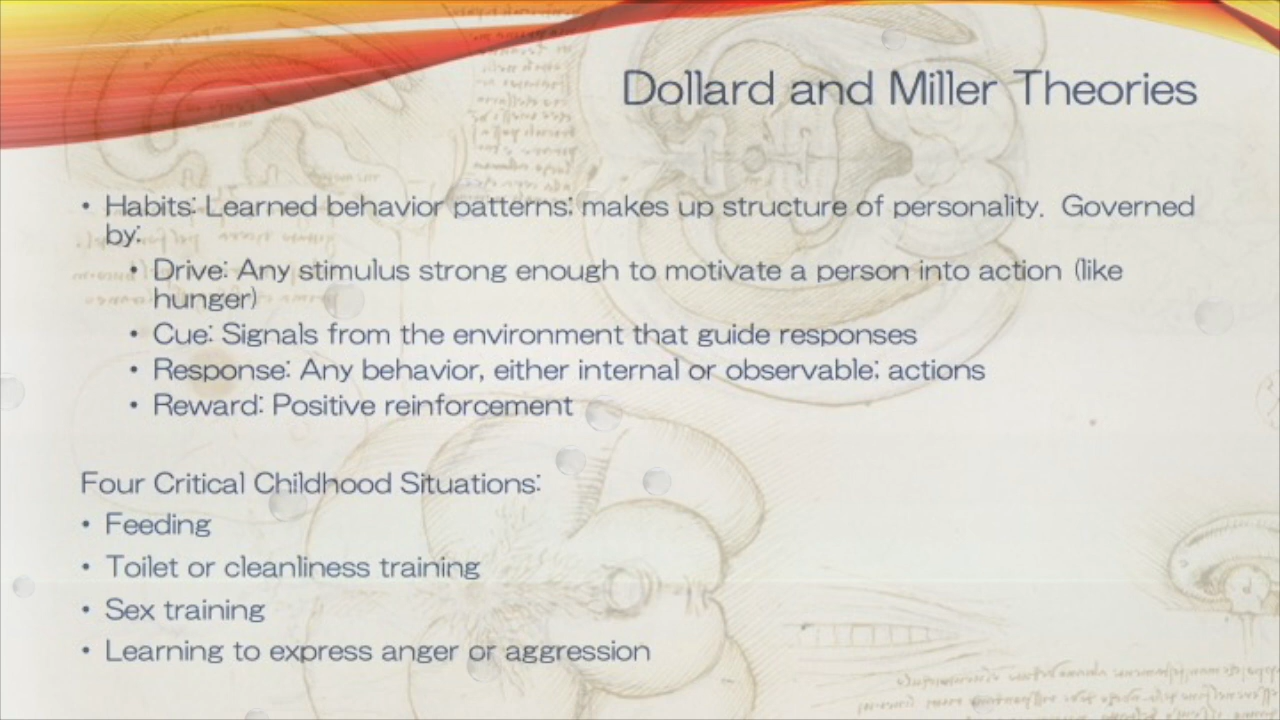 Dollard and Miller Theories
• Habits: Learned behavior patterns; makes up structure of personality. Governed
by:
• Drive: Any stimulus strong enough to motivate a person into action (like
hunger)
• Cue: Signals from the environment that guide responses
• Response: Any behavior, either internal or observable; actions
• Reward: Positive reinforcement
Four Critical Childhood Situations:
• Feeding
• Toilet or cleanliness training
• Sex training
• Learning to express anger or aggression